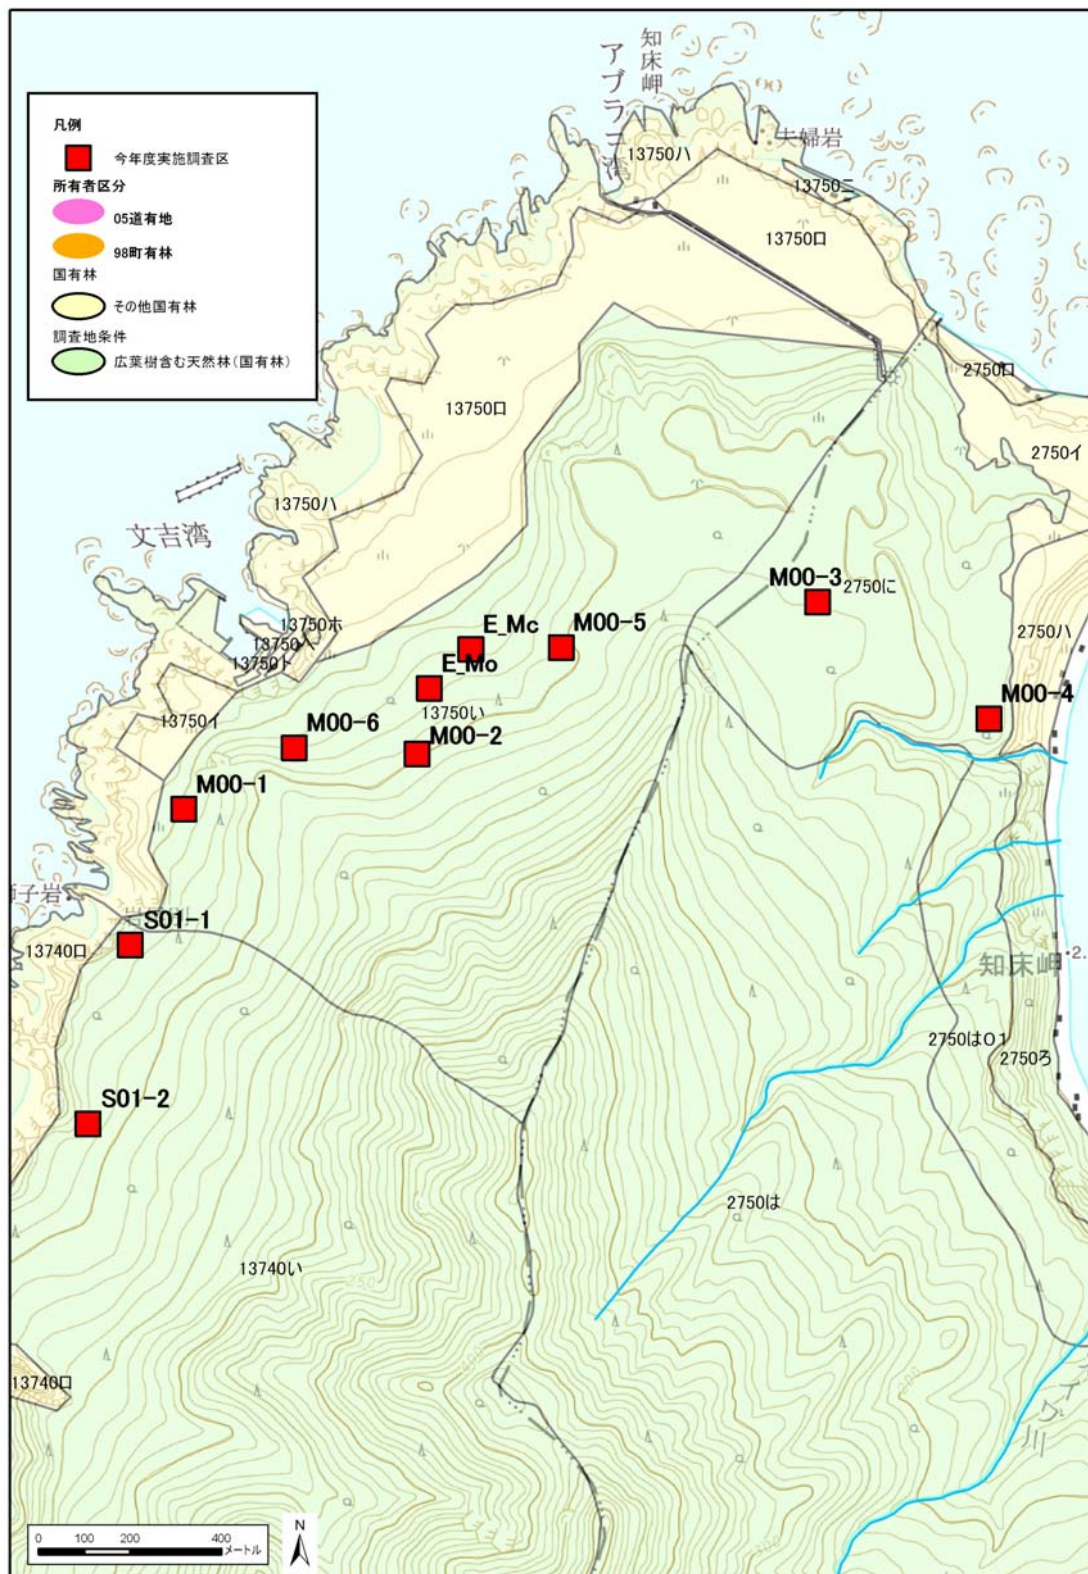 凡例
今年度実施調査区
所有者区分
05道有地
98町有林
国有林
その他国有林
調査地条件
広葉樹含む天然林(国有林)
知床岬
アブラコ湾
夫婦岩
13750ハ
13750ニ
13750ロ
2750ロ
13750ロ
2750イ
13750ハ
文吉湾
M00-3
2750に
13750ホ
E_Mc
M00-5
2750ハ
13750ト
E_Mo
13750い
13750イ
M00-6
M00-2
M00-4
M00-1
子岩
S01-1
13740ロ
知床岬
2.
2750は01
2750ろ
S01-2
2750は
13740い
250
13740ロ
0 100 200 400
メートル
N